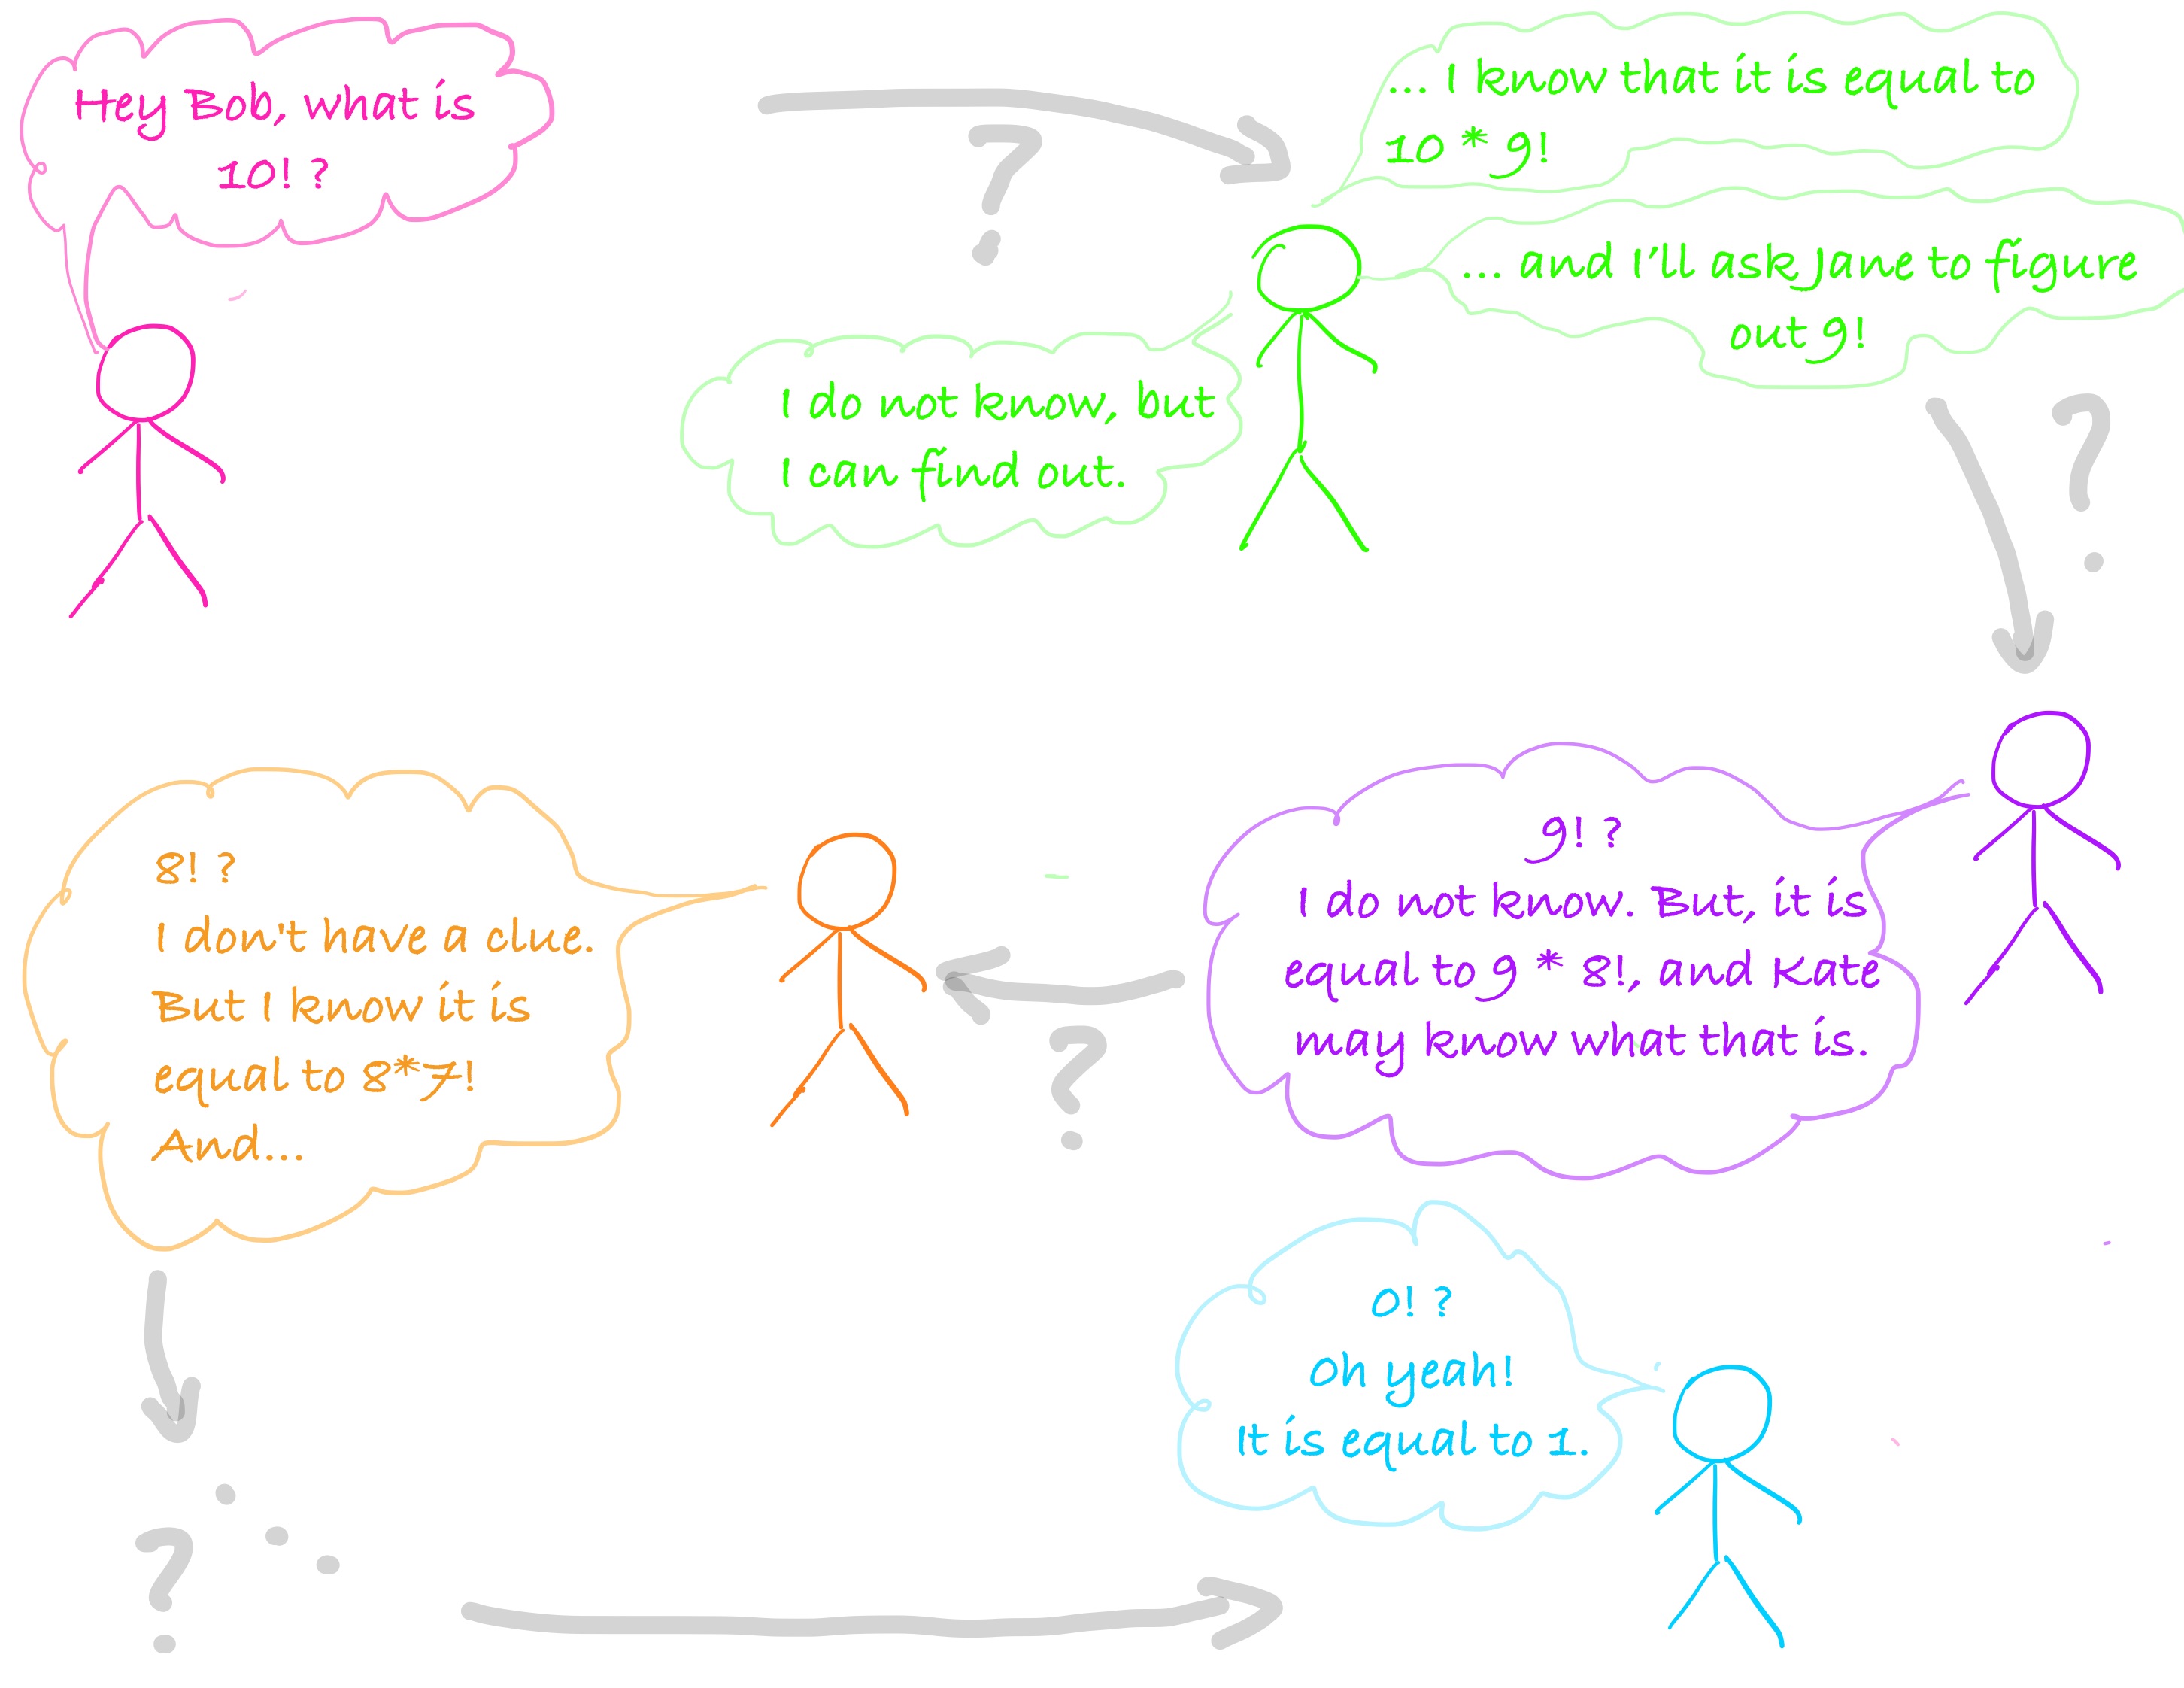 Hey Bob, what is
10! ?
I do not know, but
I can find out.
... I know that it is equal to
10 * 9!
... and I'll ask Jane to figure
out 9!
9! ?
I do not know. But, it is
equal to 9 * 8!, and Kate
may know what that is.
8! ?
I don't have a clue.
But I know it is
equal to 8*7!
And...
?
?
?
?
0! ?
Oh yeah!
It is equal to 1.